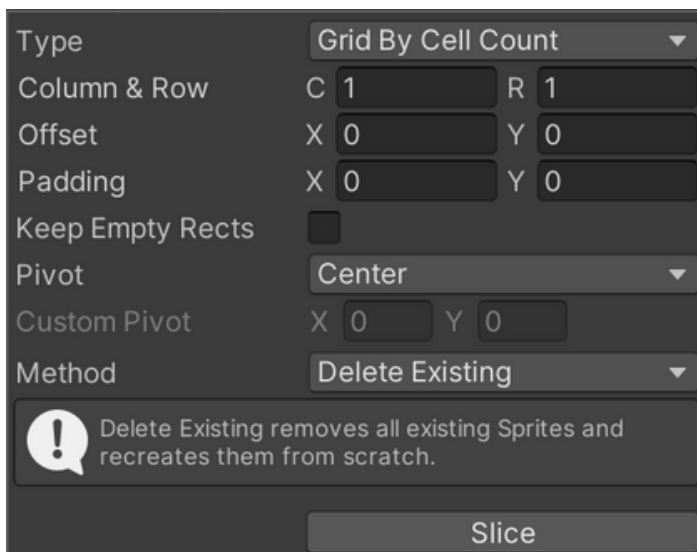 Type Grid By Cell Count
Column & Row C 1 R 1
Offset X 0 Y 0
Padding X 0 Y 0
Keep Empty Rects
Pivot Center
Custom Pivot X 0 Y 0
Method Delete Existing
! Delete Existing removes all existing Sprites and
recreates them from scratch.
Slice